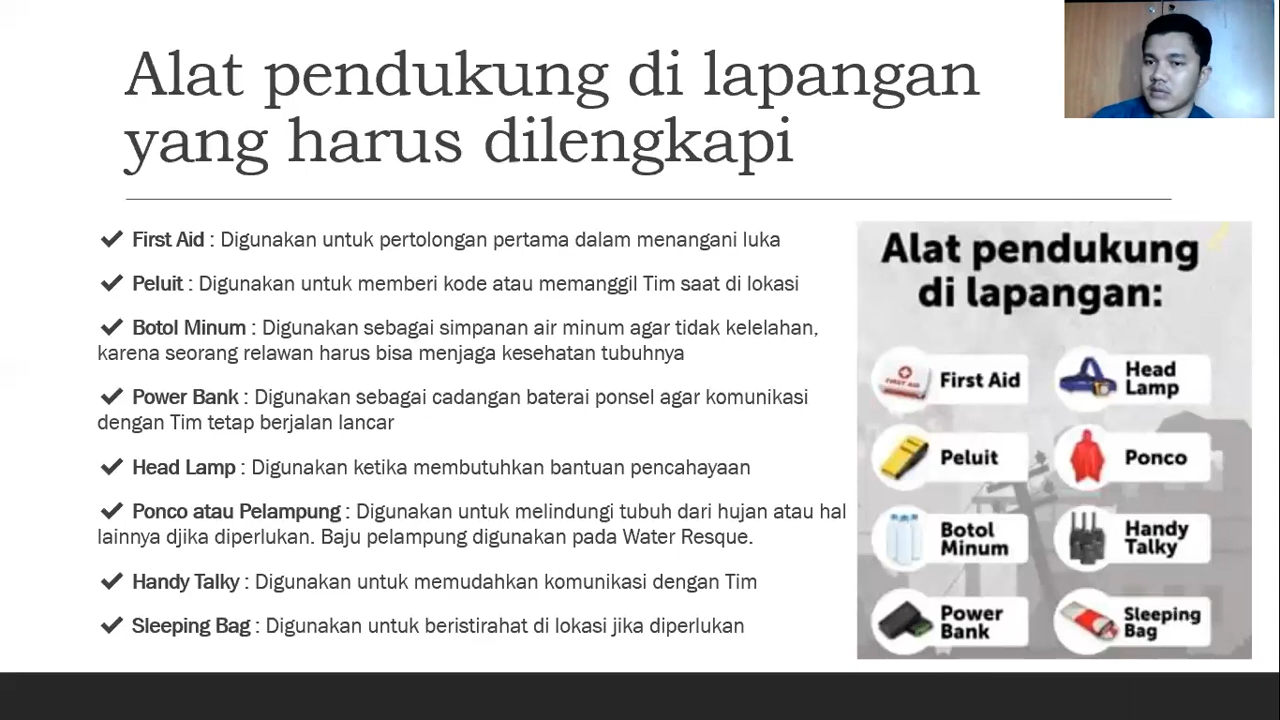 Alat pendukung di lapangan
yang harus dilengkapi
✔ First Aid : Digunakan untuk pertolongan pertama dalam menangani luka
✔ Peluit : Digunakan untuk memberi kode atau memanggil Tim saat di lokasi
✔ Botol Minum : Digunakan sebagai simpanan air minum agar tidak kelelahan,
karena seorang relawan harus bisa menjaga kesehatan tubuhnya
✔ Power Bank : Digunakan sebagai cadangan baterai ponsel agar komunikasi
dengan Tim tetap berjalan lancar
✔ Head Lamp : Digunakan ketika membutuhkan bantuan pencahayaan
✔ Ponco atau Pelampung : Digunakan untuk melindungi tubuh dari hujan atau hal
lainnya djika diperlukan. Baju pelampung digunakan pada Water Resque.
✔ Handy Talky : Digunakan untuk memudahkan komunikasi dengan Tim
✔ Sleeping Bag : Digunakan untuk beristirahat di lokasi jika diperlukan
Alat pendukung
di lapangan:
FIRST AID
First Aid
Head
Lamp
Peluit
Ponco
Botol
Minum
Handy
Talky
Power
Bank
Sleeping
Bag